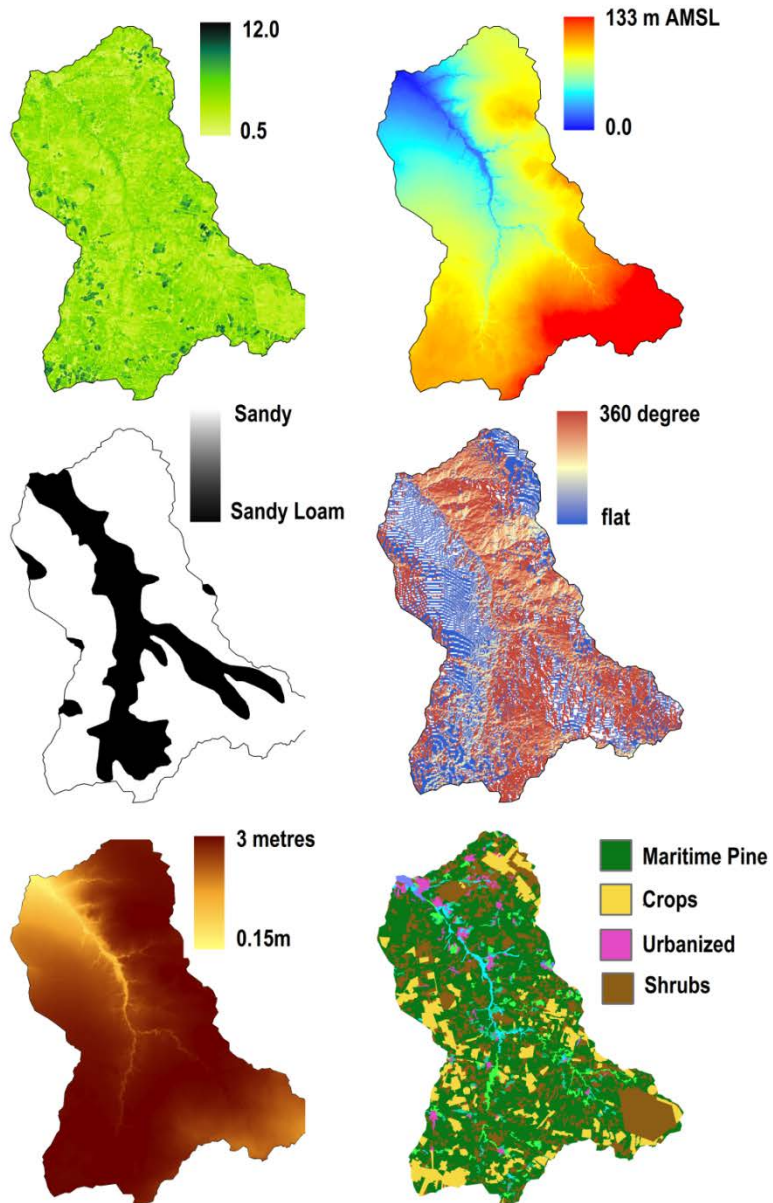 12.0
0.5
133 m AMSL
0.0
Sandy
Sandy Loam
360 degree
flat
3 metres
0.15m
Maritime Pine
Crops
Urbanized
Shrubs